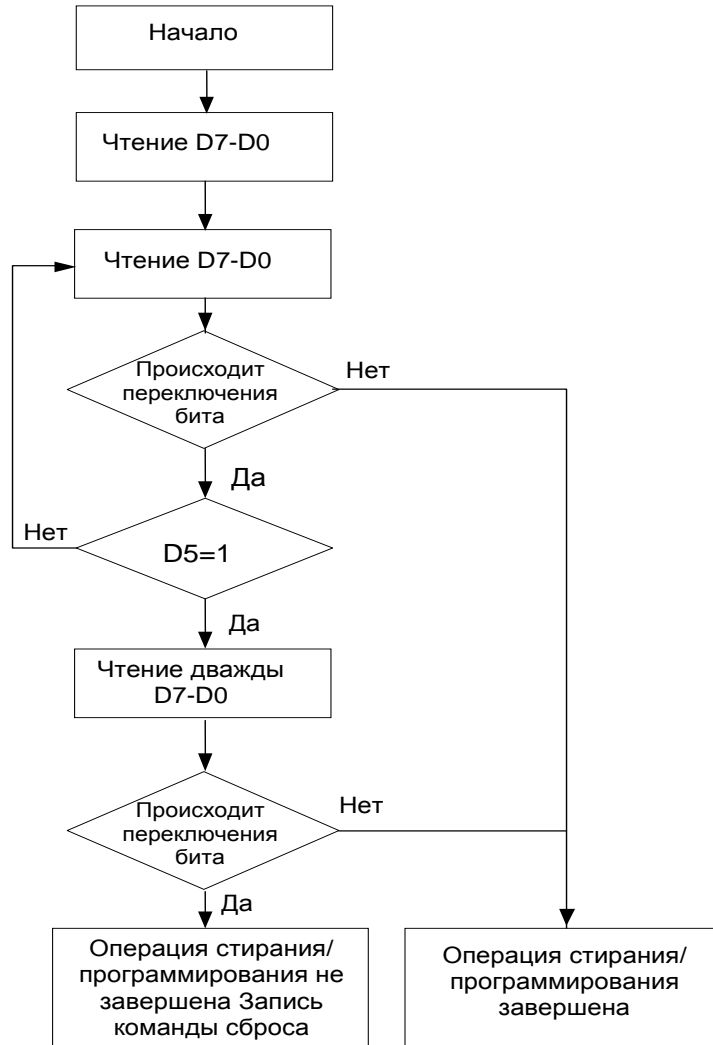 Начало
Чтение D7-D0
Чтение D7-D0
Происходит
переключения
бита
Нет
Да
Нет
D5=1
Да
Чтение дважды
D7-D0
Происходит
переключения
бита
Нет
Да
Операция стирания/
программирования не
завершена Запись
команды сброса
Операция стирания/
программирования
завершена